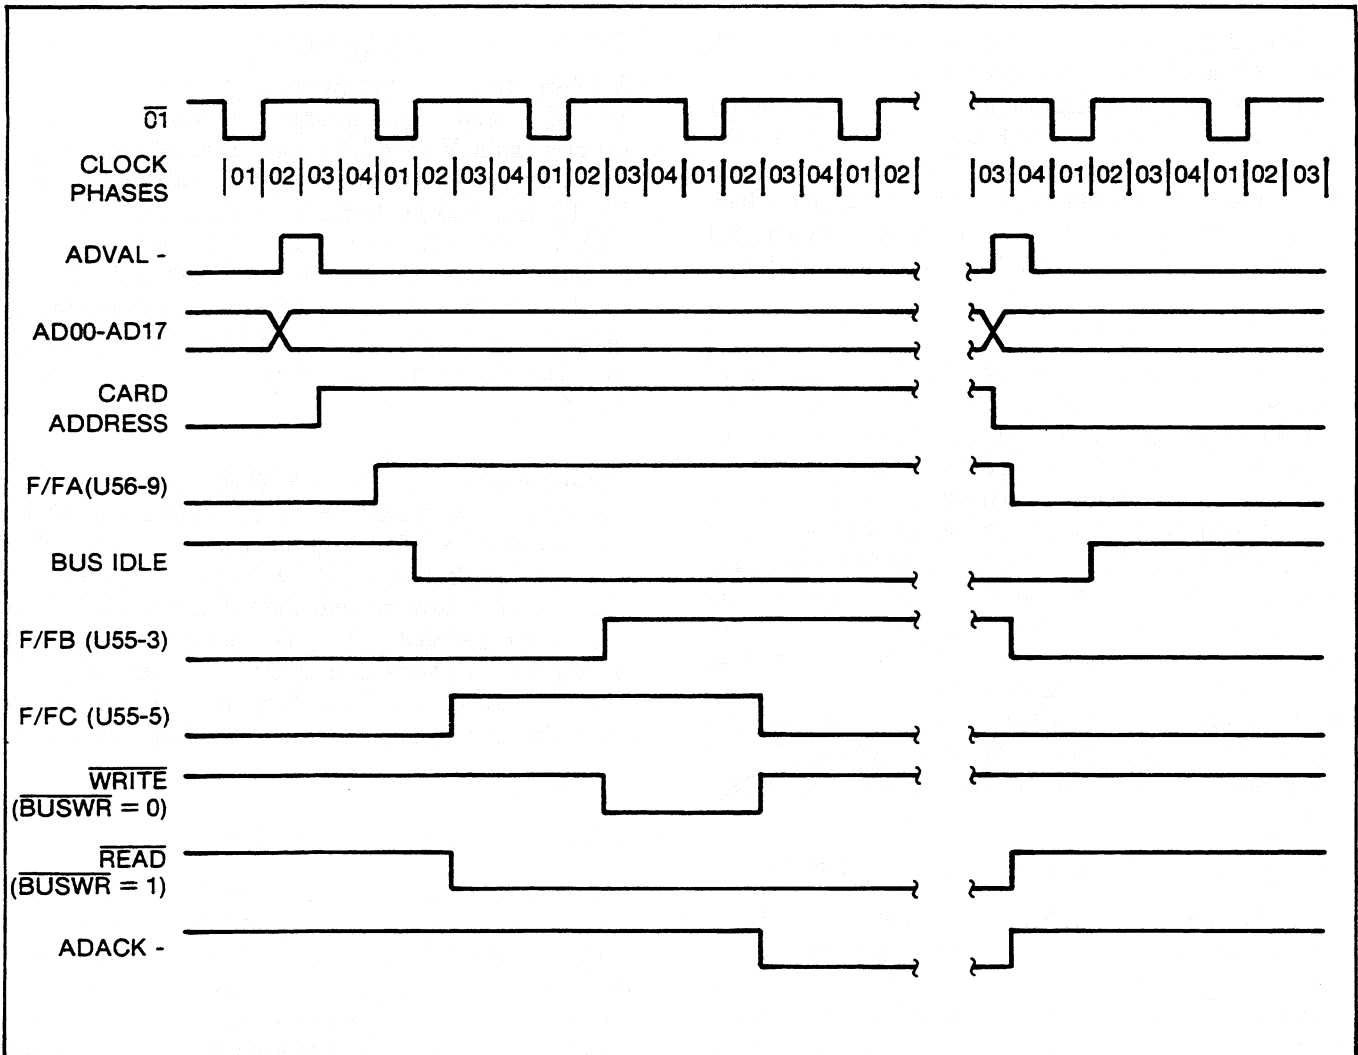 01
CLOCK
PHASES
|01|02|03|04|01|02|03|04|01|02|03|04|01|02|03|04|01|02| |03|04|01|02|03|04|01|02|03|
ADVAL -
AD00-AD17
CARD
ADDRESS
F/FA(U56-9)
BUS IDLE
F/FB (U55-3)
F/FC (U55-5)
WRITE
(BUSWR = 0)
READ
(BUSWR = 1)
ADACK -